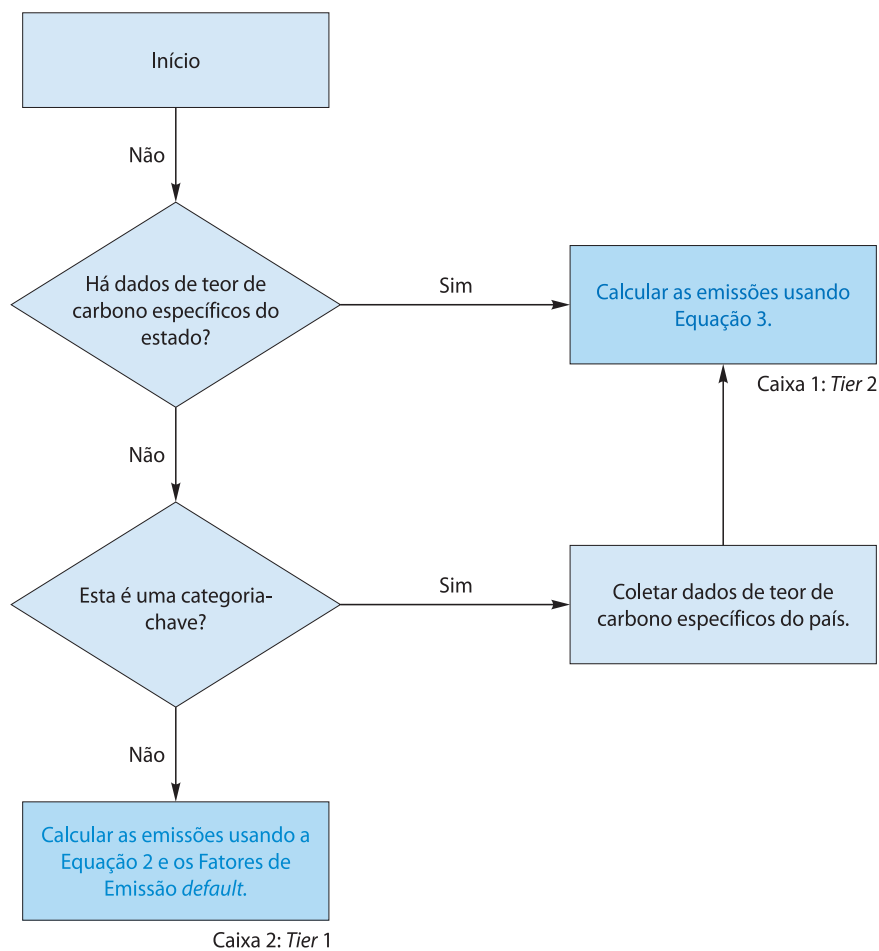 Início
Não
Há dados de teor de
carbono específicos do
estado?
Sim
Calcular as emissões usando
Equação 3.
Caixa 1: Tier 2
Não
Esta é uma categoria-
chave?
Sim
Coletar dados de teor de
carbono específicos do país.
Não
Calcular as emissões usando a
Equação 2 e os Fatores de
Emissão default.
Caixa 2: Tier 1